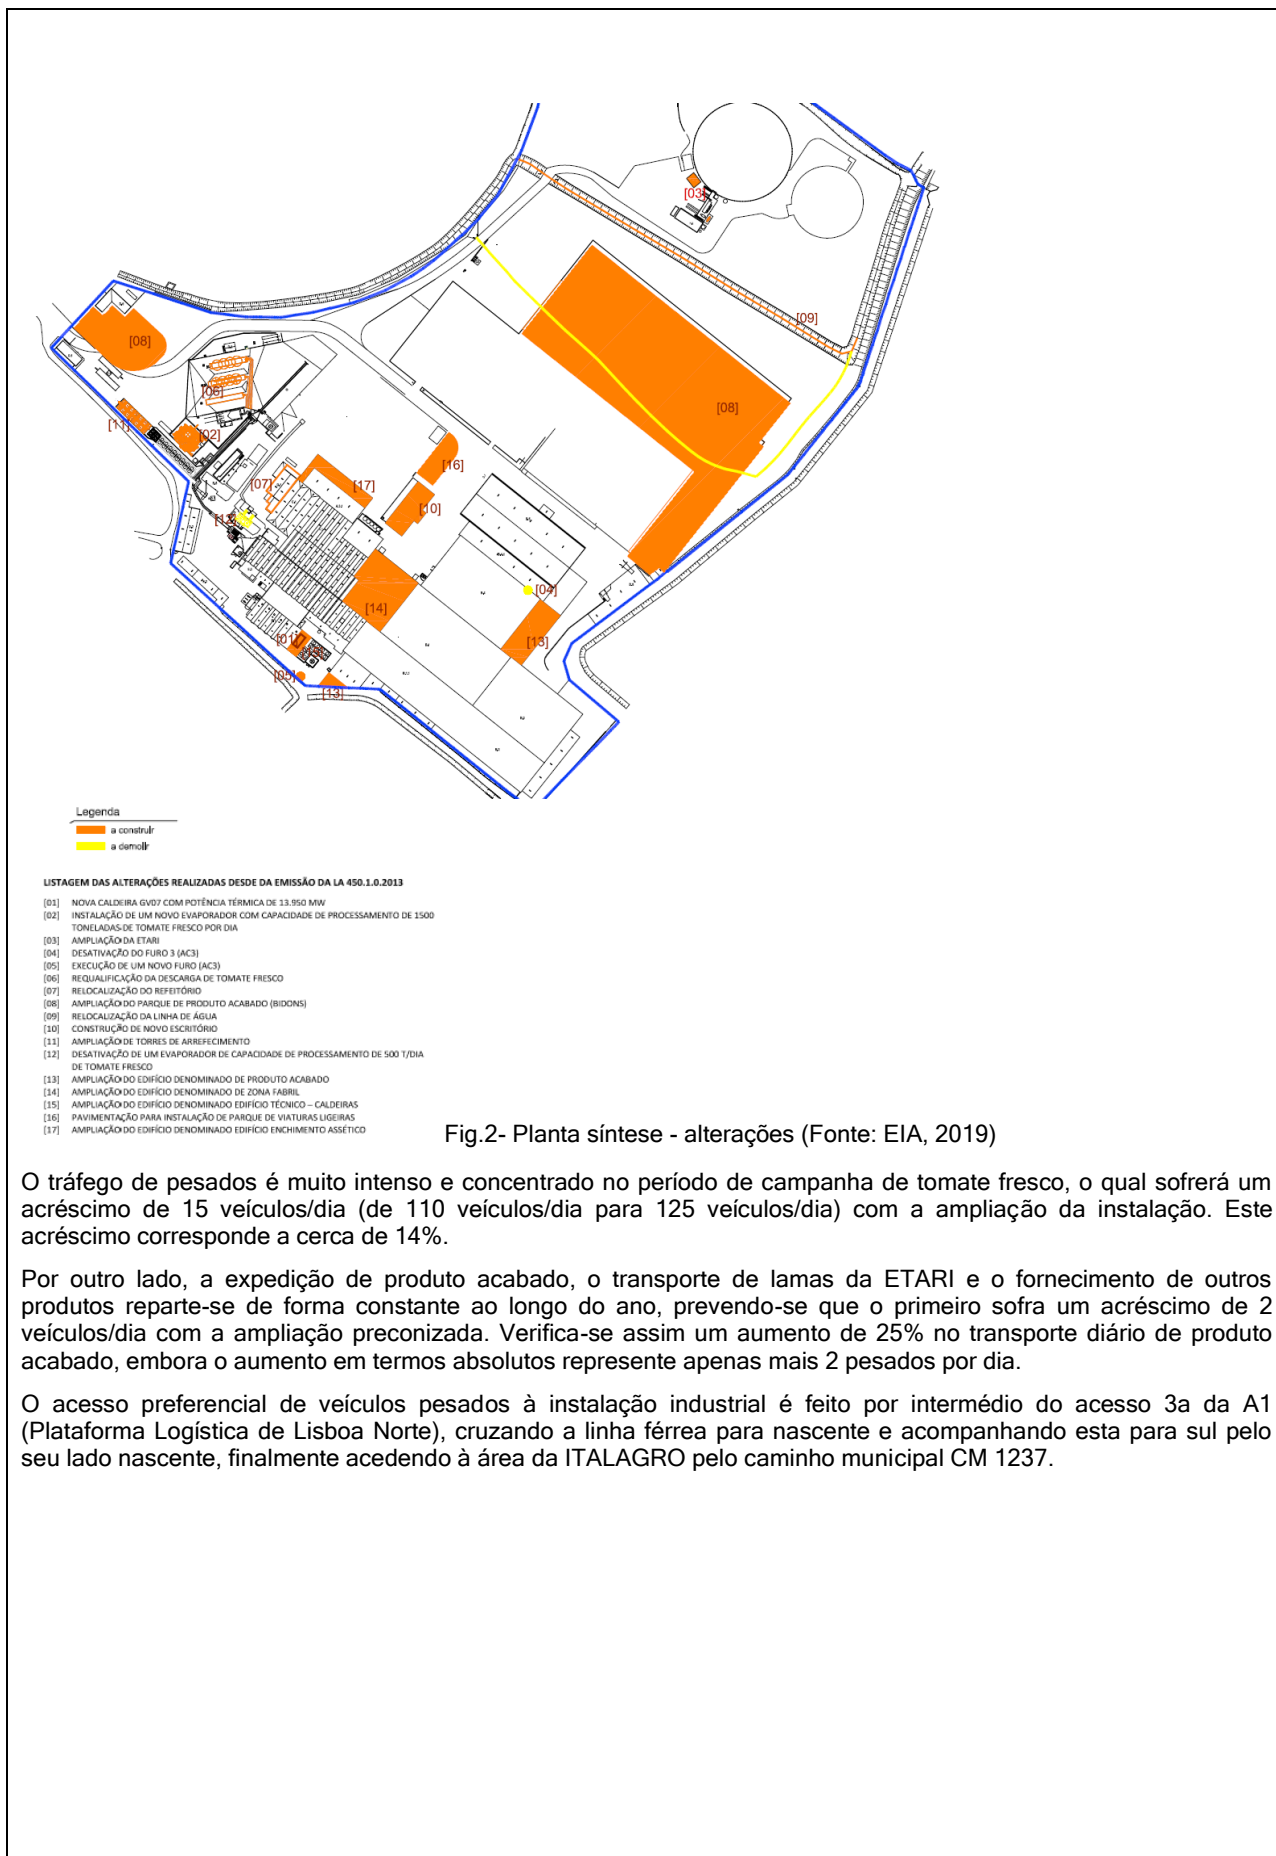 [03]
[09]
[08]
[08]
[06]
[11]
[02]
[16]
[07]
[17]
[10]
[12]
[04]
[14]
[13]
[01]
[05]
[13]
Legenda
a construir
a demolir
LISTAGEM DAS ALTERAÇÕES REALIZADAS DESDE DA EMISSÃO DA LA 450.1.0.2013
[01] NOVA CALDEIRA GV07 COM POTÊNCIA TÉRMICA DE 13.950 MW
[02] INSTALAÇÃO DE UM NOVO EVAPORADOR COM CAPACIDADE DE PROCESSAMENTO DE 1500
TONELADAS DE TOMATE FRESCO POR DIA
[03] AMPLIAÇÃO DA ETARI
[04] DESATIVAÇÃO DO FURO 3 (AC3)
[05] EXECUÇÃO DE UM NOVO FURO (AC3)
[06] REQUALIFICAÇÃO DA DESCARGA DE TOMATE FRESCO
[07] RELOCALIZAÇÃO DO REFEITÓRIO
[08] AMPLIAÇÃO DO PARQUE DE PRODUTO ACABADO (BIDONS)
[09] RELOCALIZAÇÃO DA LINHA DE ÁGUA
[10] CONSTRUÇÃO DE NOVO ESCRITÓRIO
[11] AMPLIAÇÃO DE TORRES DE ARREFECIMENTO
[12] DESATIVAÇÃO DE UM EVAPORADOR DE CAPACIDADE DE PROCESSAMENTO DE 500 T/DIA
DE TOMATE FRESCO
[13] AMPLIAÇÃO DO EDIFÍCIO DENOMINADO DE PRODUTO ACABADO
[14] AMPLIAÇÃO DO EDIFÍCIO DENOMINADO DE ZONA FABRIL
[15] AMPLIAÇÃO DO EDIFÍCIO DENOMINADO EDIFÍCIO TÉCNICO – CALDEIRAS
[16] PAVIMENTAÇÃO PARA INSTALAÇÃO DE PARQUE DE VIATURAS LIGEIRAS
[17] AMPLIAÇÃO DO EDIFÍCIO DENOMINADO EDIFÍCIO ENCHIMENTO ASSÉTICO
Fig.2- Planta síntese - alterações (Fonte: EIA, 2019)
O tráfego de pesados é muito intenso e concentrado no período de campanha de tomate fresco, o qual sofrerá um
acréscimo de 15 veículos/dia (de 110 veículos/dia para 125 veículos/dia) com a ampliação da instalação. Este
acréscimo corresponde a cerca de 14%.
Por outro lado, a expedição de produto acabado, o transporte de lamas da ETARI e o fornecimento de outros
produtos reparte-se de forma constante ao longo do ano, prevendo-se que o primeiro sofra um acréscimo de 2
veículos/dia com a ampliação preconizada. Verifica-se assim um aumento de 25% no transporte diário de produto
acabado, embora o aumento em termos absolutos represente apenas mais 2 pesados por dia.
O acesso preferencial de veículos pesados à instalação industrial é feito por intermédio do acesso 3a da A1
(Plataforma Logística de Lisboa Norte), cruzando a linha férrea para nascente e acompanhando esta para sul pelo
seu lado nascente, finalmente acedendo à área da ITALAGRO pelo caminho municipal CM 1237.